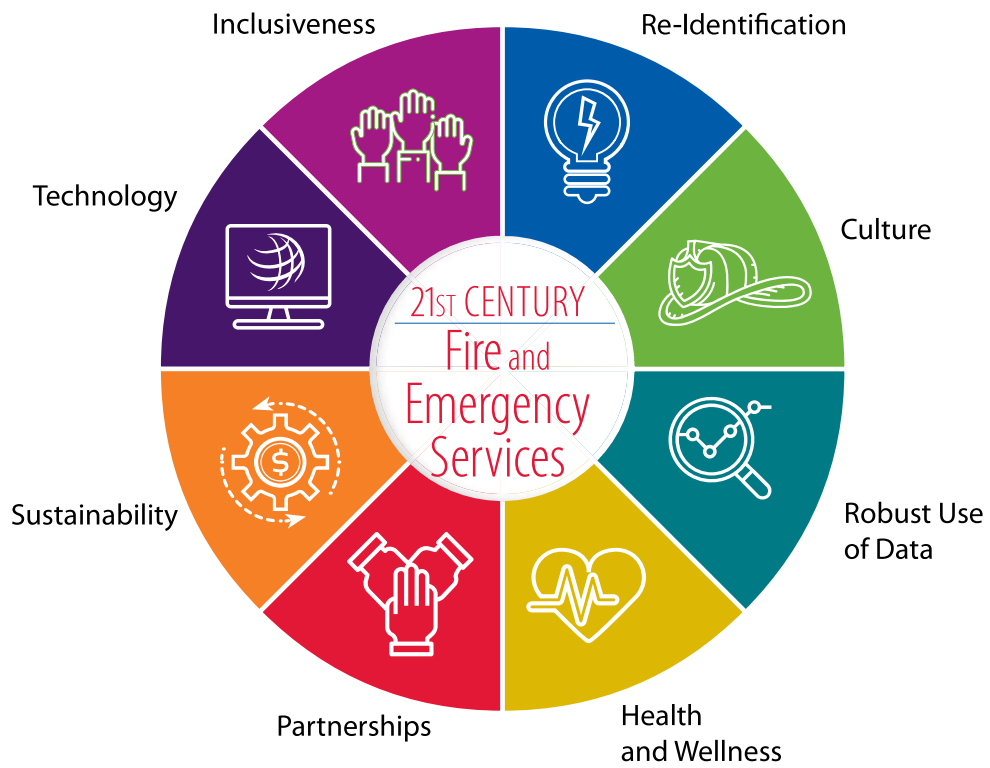 Inclusiveness
Re-Identification
Technology
Culture
21ST CENTURY
Fire and
Emergency
Services
$
Sustainability
Robust Use
of Data
Partnerships
Health
and Wellness